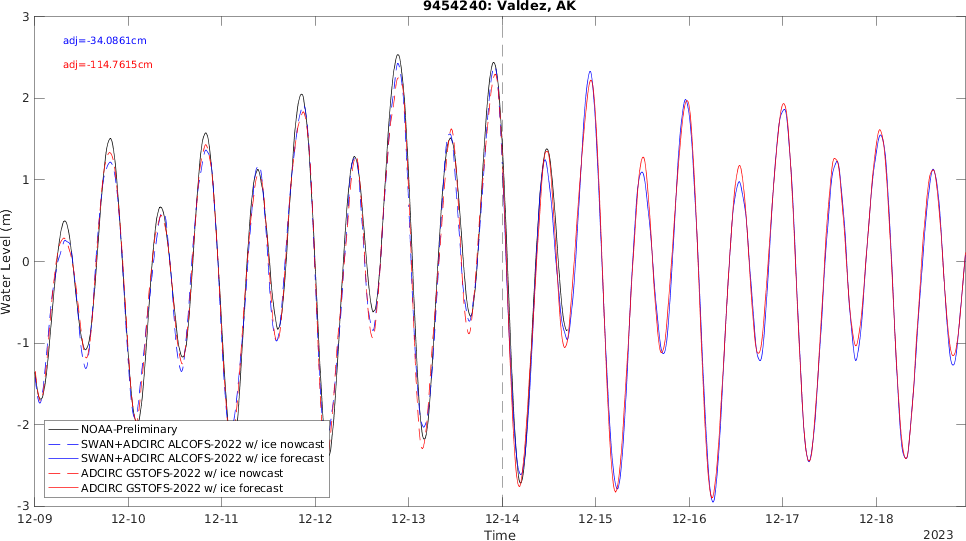 9454240: Valdez, AK
adj=-34.0861cm
adj=-114.7615cm
Water Level (m)
3
2
1
0
-1
-2
-3
NOAA-Preliminary
SWAN+ADCIRC ALCOFS-2022 w/ ice nowcast
SWAN+ADCIRC ALCOFS-2022 w/ ice forecast
ADCIRC GSTOFS-2022 w/ ice nowcast
ADCIRC GSTOFS-2022 w/ ice forecast
12-09 12-10 12-11 12-12 12-13 12-14 12-15 12-16 12-17 12-18
Time
2023